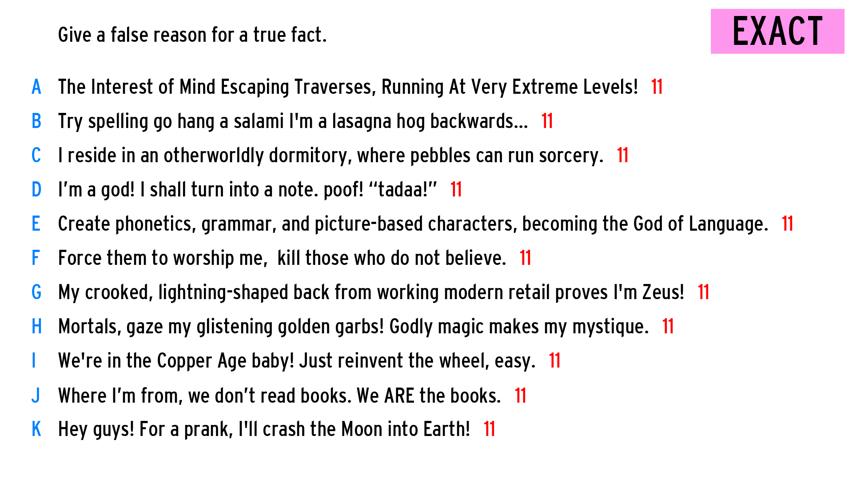 Give a false reason for a true fact.
EXACT
A The Interest of Mind Escaping Traverses, Running At Very Extreme Levels! 11
B Try spelling go hang a salami I'm a lasagna hog backwards... 11
C I reside in an otherworldly dormitory, where pebbles can run sorcery. 11
D I'm a god! I shall turn into a note. poof! “tadaa!” 11
E Create phonetics, grammar, and picture-based characters, becoming the God of Language. 11
F Force them to worship me, kill those who do not believe. 11
G My crooked, lightning-shaped back from working modern retail proves I'm Zeus! 11
H Mortals, gaze my glistening golden garbs! Godly magic makes my mystique. 11
I We're in the Copper Age baby! Just reinvent the wheel, easy. 11
J Where I'm from, we don't read books. We ARE the books. 11
K Hey guys! For a prank, I'll crash the Moon into Earth! 11